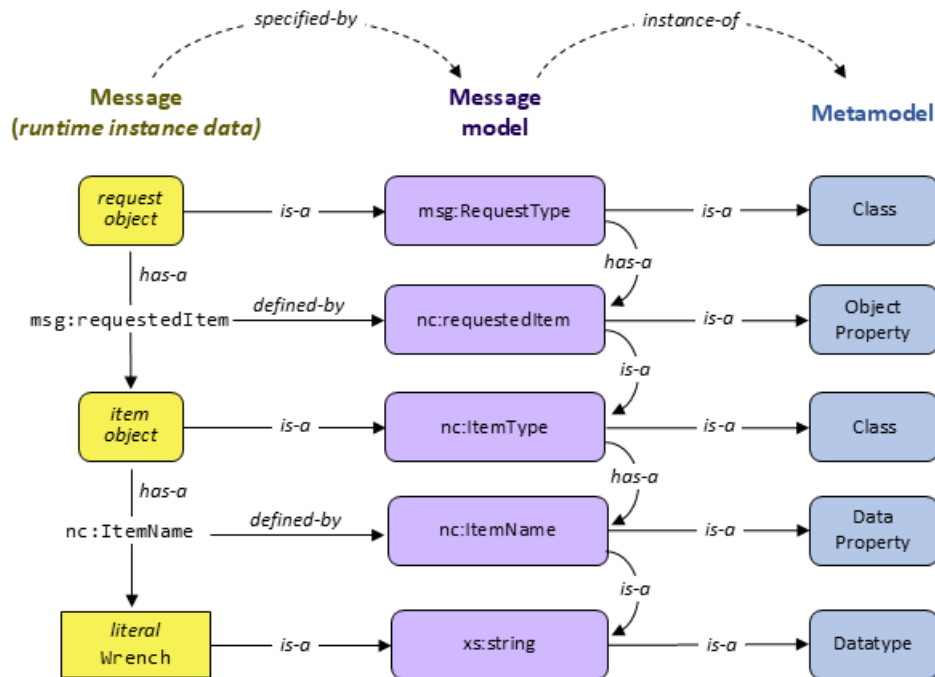 specified-by
instance-of
Message
(runtime instance data)
Message
model
Metamodel
request
object
is-a
msg:RequestType
is-a
Class
has-a
has-a
msg:requestedItem
defined-by
nc:requestedItem
is-a
Object
Property
is-a
item
object
is-a
nc:ItemType
is-a
Class
has-a
has-a
nc:ItemName
defined-by
nc:ItemName
is-a
Data
Property
is-a
literal
Wrench
is-a
xs:string
is-a
Datatype